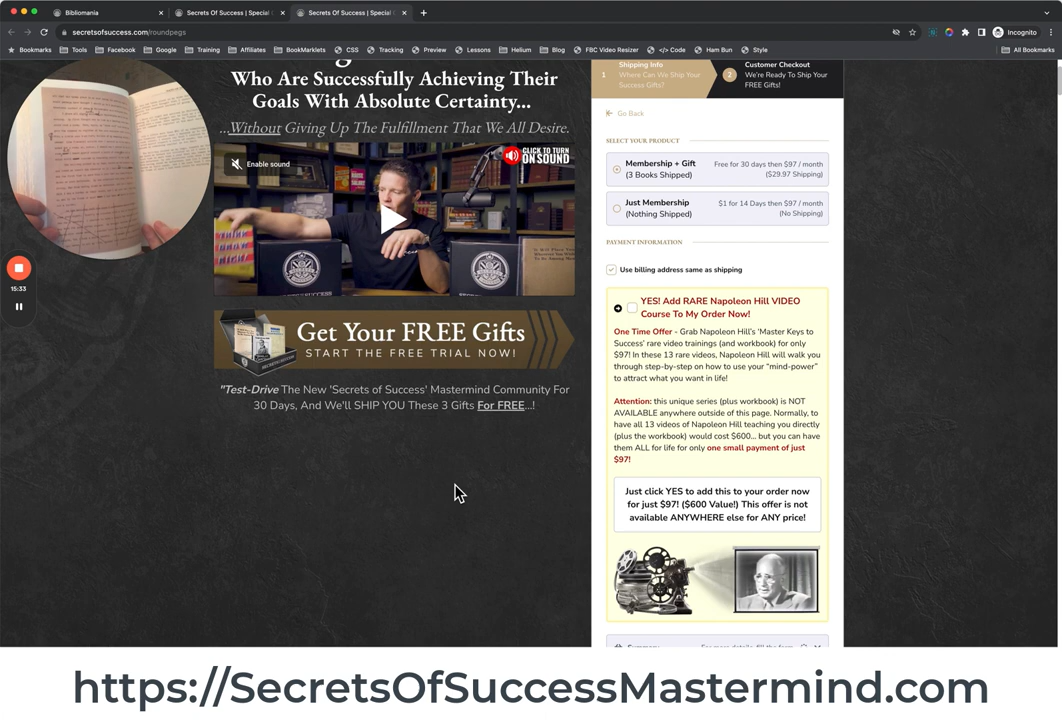 Bibliomania
Secrets Of Success | Special
Secrets Of Success | Special
secretsofsuccess.com/roundpegs
Incognito
Bookmarks
Tools
Facebook
Google
Training
Affiliates
BookMarklets
CSS
Tracking
Preview
Lessons
Helium
Blog
FBC Video Resizer
</> Code
Ham Bun
Style
All Bookmarks
Who Are Successfully Achieving Their
Goals With Absolute Certainty...
...Without Giving Up The Fulfillment That We All Desire.
Enable sound
CLICK TO TURN
ON SOUND
Get Your FREE Gifts
START THE FREE TRIAL NOW!
"Test-Drive The New 'Secrets of Success' Mastermind Community For
30 Days, And We'll SHIP YOU These 3 Gifts For FREE...!
15:33
1
Shipping Info
Where Can We Ship Your
Success Gifts?
2
Customer Checkout
We're Ready To Ship Your
FREE Gifts!
Go Back
SELECT YOUR PRODUCT
Membership + Gift
(3 Books Shipped)
Free for 30 days then $97 / month
($29.97 Shipping)
Just Membership
(Nothing Shipped)
$1 for 14 Days then $97 / month
(No Shipping)
PAYMENT INFORMATION
Use billing address same as shipping
YES! Add RARE Napoleon Hill VIDEO
Course To My Order Now!
One Time Offer - Grab Napoleon Hill's 'Master Keys to
Success' rare video trainings (and workbook) for only
$97! In these 13 rare videos, Napoleon Hill will walk you
through step-by-step on how to use your "mind-power"
to attract what you want in life!
Attention: this unique series (plus workbook) is NOT
AVAILABLE anywhere outside of this page. Normally, to
have all 13 videos of Napoleon Hill teaching you directly
(plus the workbook) would cost $600... but you can have
them ALL for life for only one small payment of just
$97!
Just click YES to add this to your order now
for just $97! ($600 Value!) This offer is not
available ANYWHERE else for ANY price!
https://SecretsOfSuccessMastermind.com